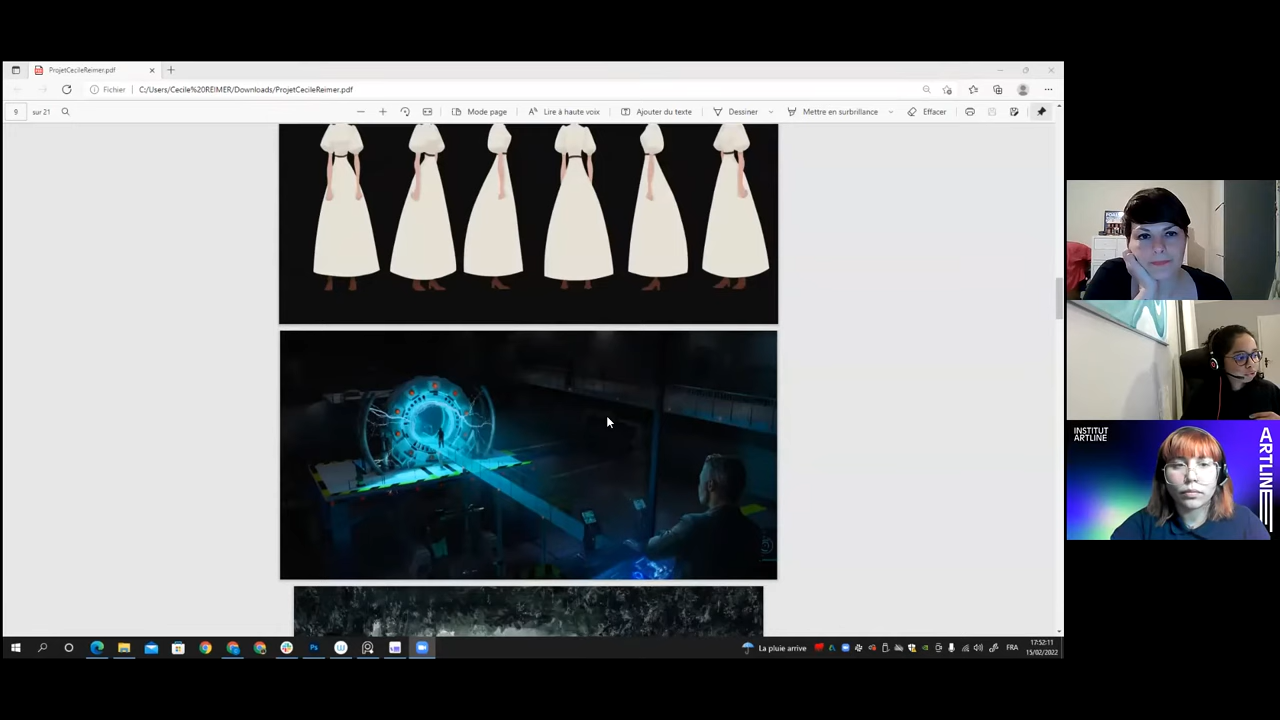 ProjetCecileReimer.pdf
Fichier
C:/Users/Cecile%20REIMER/Downloads/ProjetCecileReimer.pdf
9 sur 21
Mode page
Lire à haute voix
Ajouter du texte
Dessiner
Mettre en surbrillance
Effacer
INSTITUT
ARTLINE
ARTLINE
La pluie arrive
FRA
17:52:11
15/02/2022